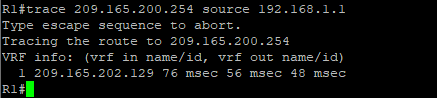 R1#trace 209.165.200.254 source 192.168.1.1
Type escape sequence to abort.
Tracing the route to 209.165.200.254
VRF info: (vrf in name/id, vrf out name/id)
  1 209.165.202.129 76 msec 56 msec 48 msec
R1#